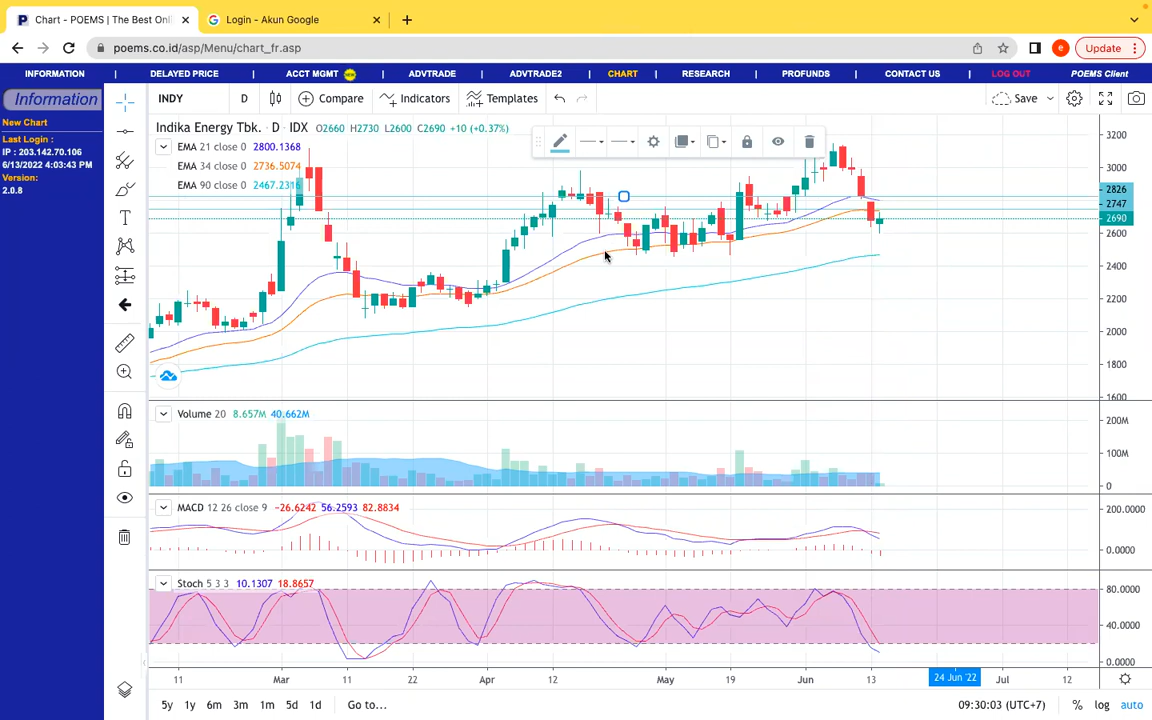 Chart - POEMS | The Best Onl
Login - Akun Google
poems.co.id/asp/Menu/chart_fr.asp
e
Update
INFORMATION | DELAYED PRICE | ACCT MGMT NEW | ADVTRADE | ADVTRADE2 | CHART | RESEARCH | PROFUNDS | CONTACT US | LOG OUT POEMS Client
Information
New Chart
Last Login :
IP : 203.142.70.106
6/13/2022 4:03:43 PM
Version:
2.0.8
INDY D Compare Indicators Templates Save
Indika Energy Tbk. · D · IDX O2660 H2730 L2600 C2690 +10 (+0.37%)
EMA 21 close 0 2800.1368
EMA 34 close 0 2736.5074
EMA 90 close 0 2467.2316
3200
3000
2826
2747
2690
2600
2400
2200
2000
1800
1600
Volume 20 8.657M 40.662M
200M
100M
0
MACD 12 26 close 9 −26.6242 56.2593 82.8834
200.0000
0.0000
Stoch 5 3 3 10.1307 18.8657
80.0000
40.0000
0.0000
11 Mar 11 22 Apr 12 May 19 Jun 13 24 Jun '22 Jul 12
5y 1y 6m 3m 1m 5d 1d Go to... 09:30:03 (UTC+7) % log auto